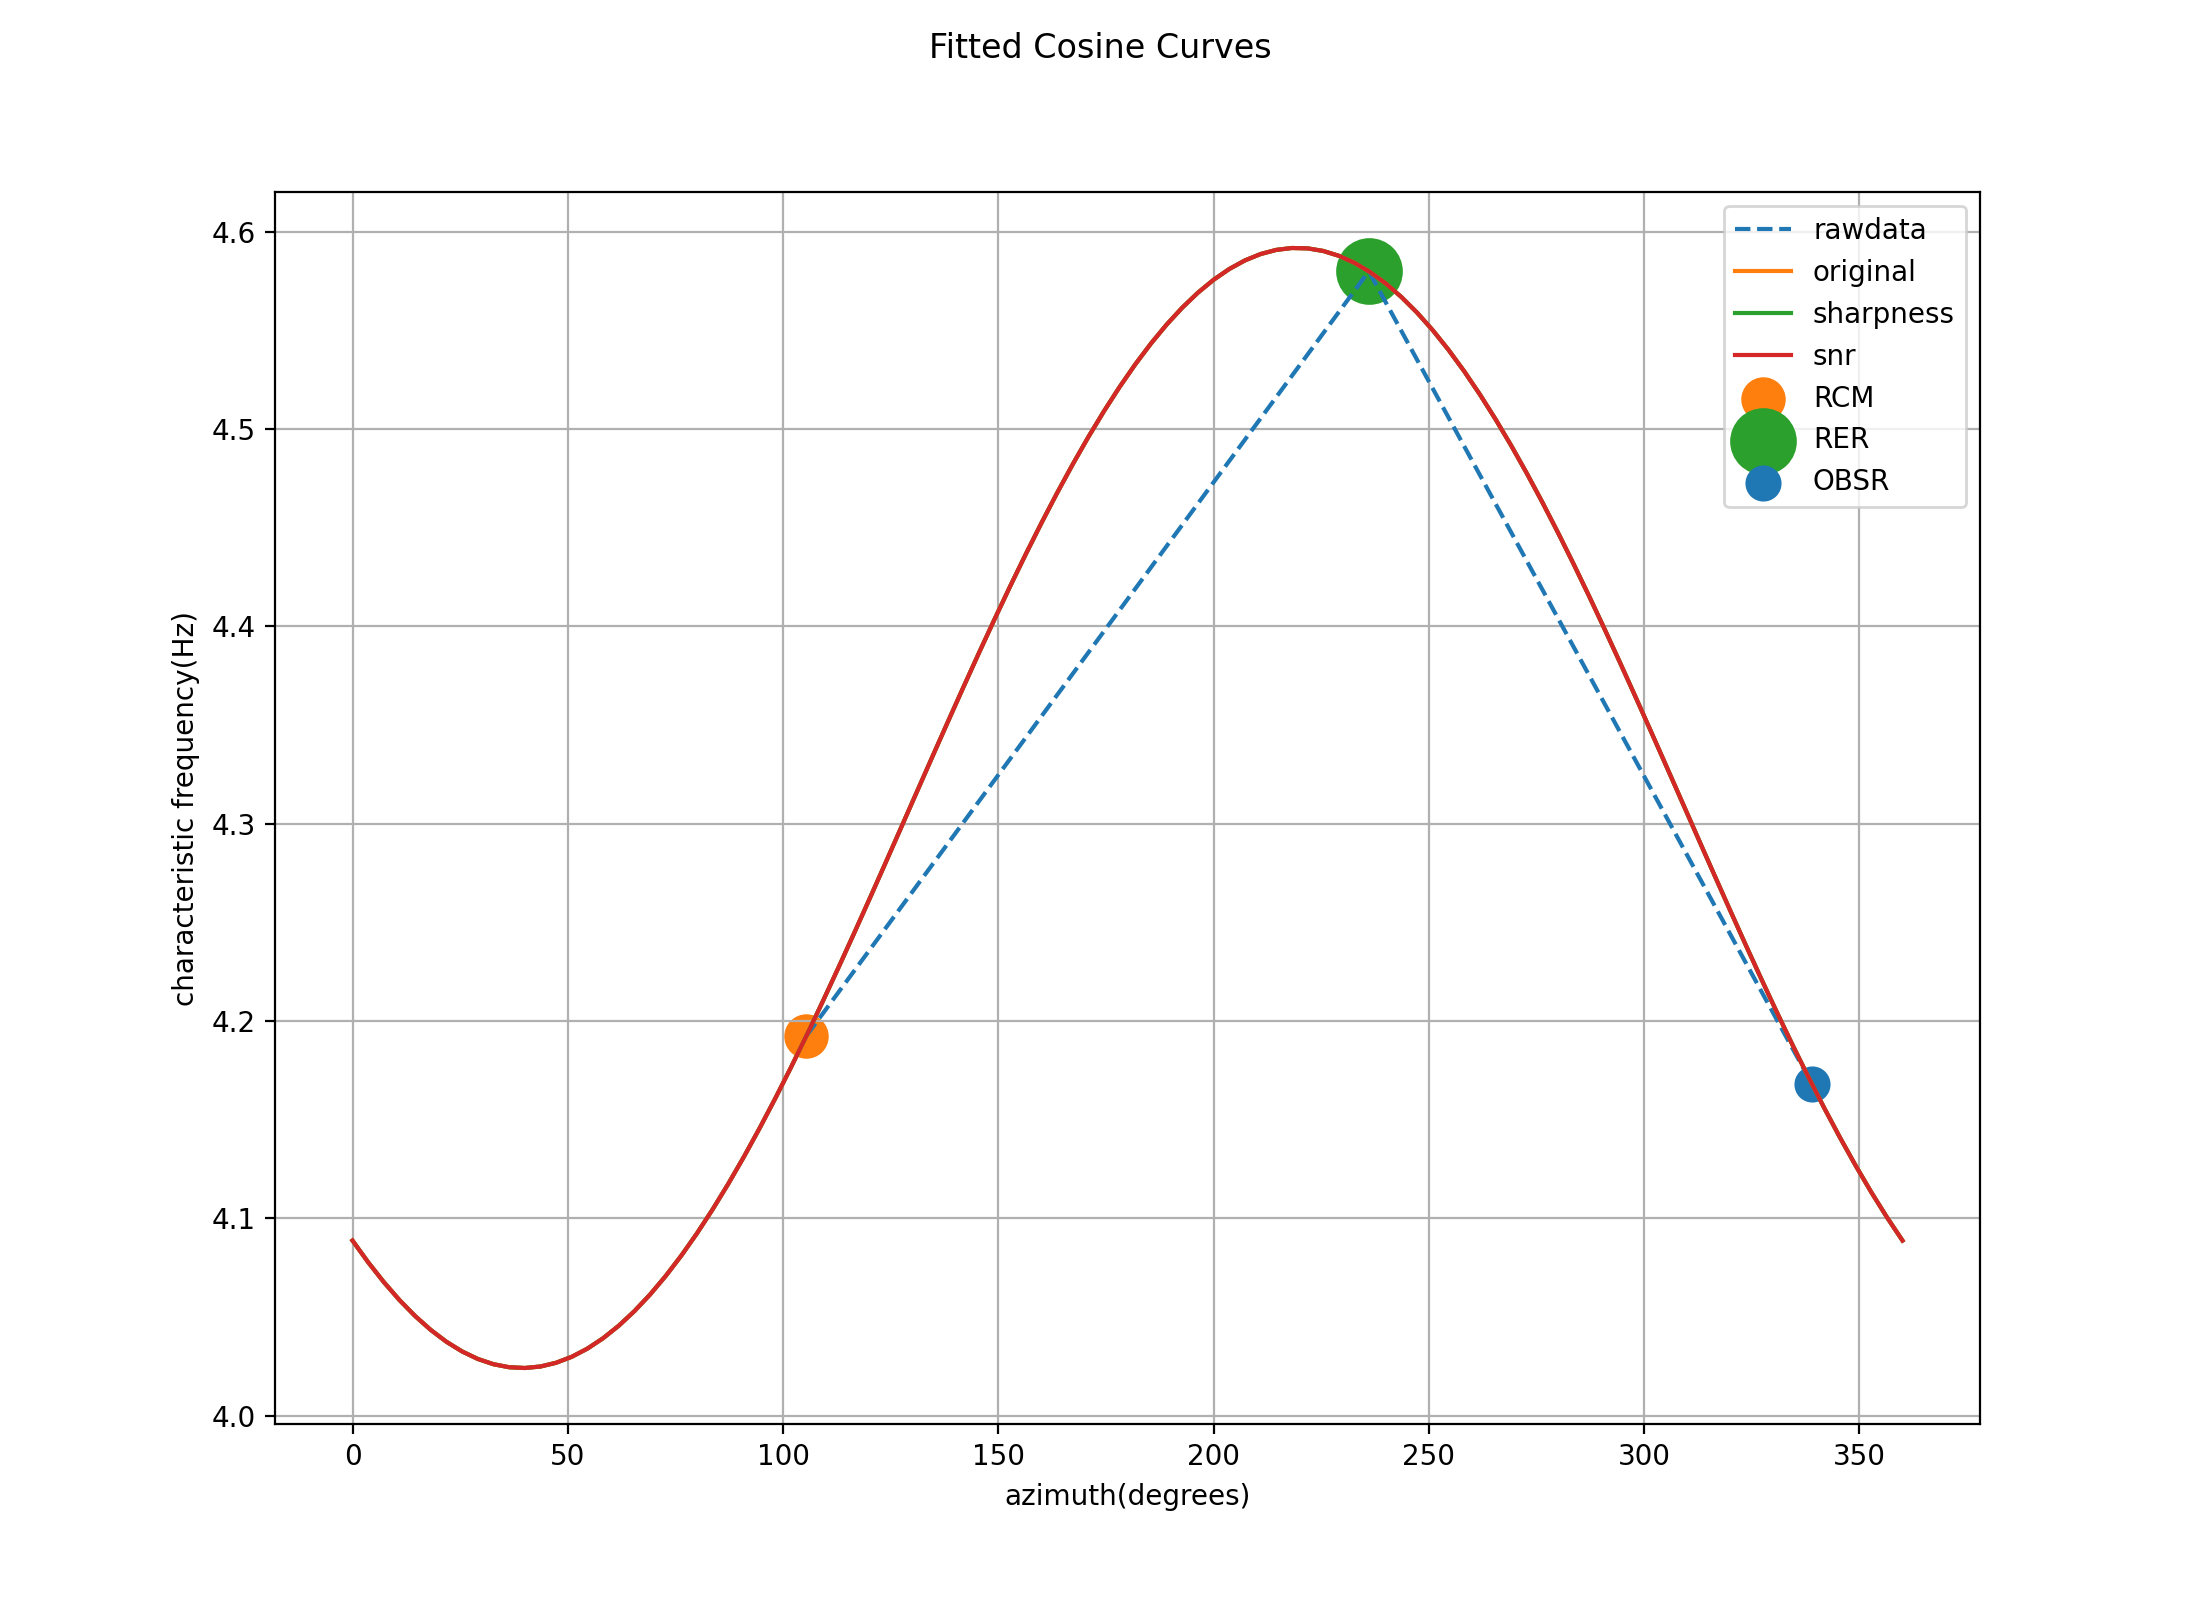 Fitted Cosine Curves
4.6
4.5
4.4
4.3
4.2
4.1
4.0
characteristic frequency(Hz)
rawdata
original
sharpness
snr
RCM
RER
OBSR
0 50 100 150 200 250 300 350
azimuth(degrees)